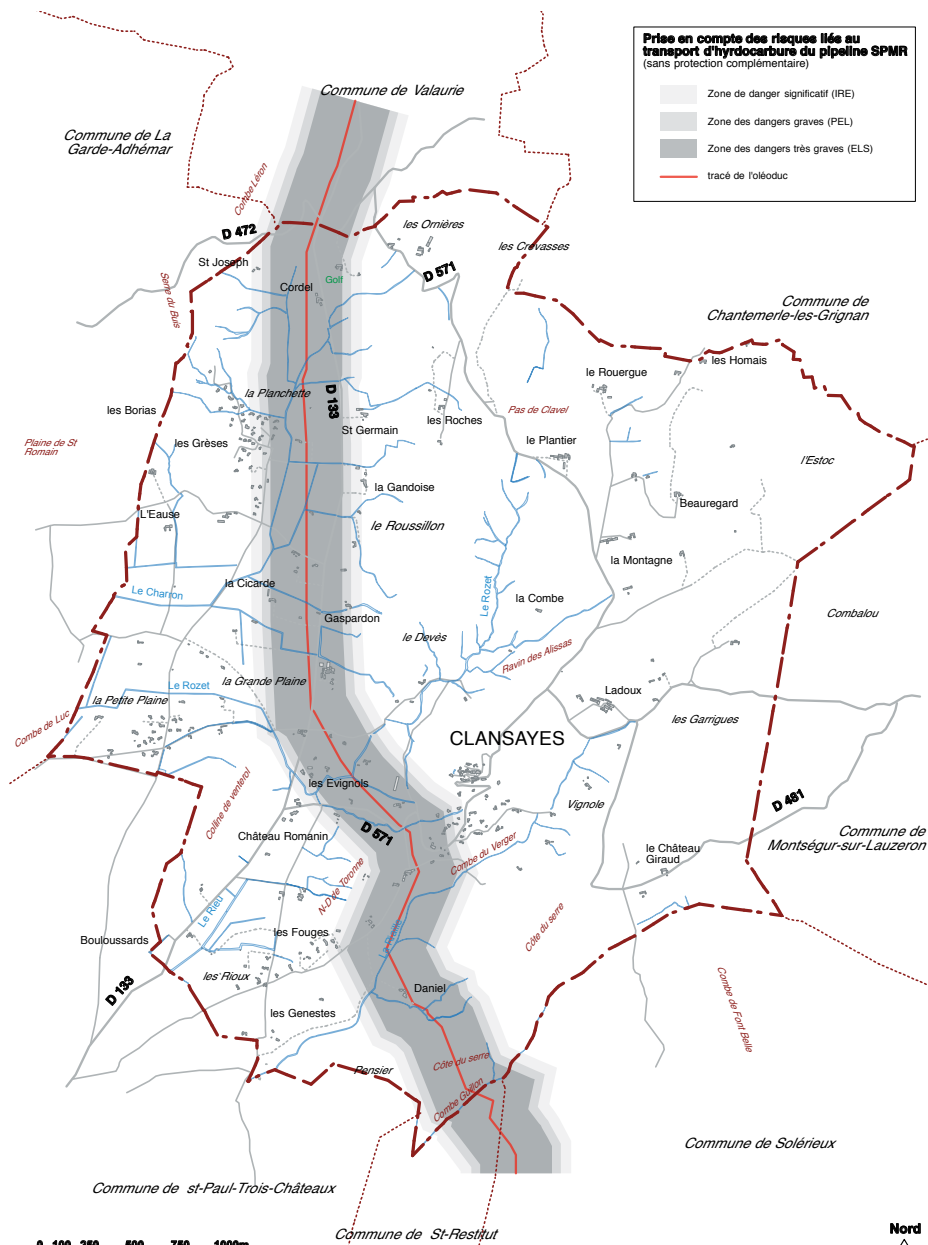 Prise en compte des risques liés au
transport d'hyrdocarbure du pipeline SPMR
(sans protection complémentaire)
Zone de danger significatif (IRE)
Zone des dangers graves (PEL)
Zone des dangers très graves (ELS)
tracé de l'oléoduc
Commune de Valaurie
Commune de La
Garde-Adhémar
Combe Léron
D 472
les Ornières
les Crevasses
St Joseph
D 571
Golf
Cordel
Serre du Buis
Commune de
Chantemerle-les-Grignan
les Homais
le Rouergue
la Planchette
D 133
les Borias
Pas de Clavel
les Roches
St Germain
Plaine de St
Romain
les Grèses
le Plantier
l'Estoc
la Gandoise
Beauregard
L'Eause
le Roussillon
la Montagne
la Cicarde
Le Rozet
Le Charron
la Combe
Combalou
Gaspardon
le Devès
Ravin des Alissas
la Grande Plaine
Le Rozet
la Petite Plaine
Ladoux
les Garrigues
Combe de Luc
CLANSAYES
les Evignols
Vignole
D 481
Colline de venterol
D 571
Château Romanin
Commune de
Montségur-sur-Lauzeron
le Château
Giraud
Combe du Verger
N-D de Toronne
Le Rieu
Côte du serre
les Fouges
Bouloussards
les Rioux
Daniel
D 133
Combe de Font Belle
les Genestes
Côte du serre
Pensier
Combe Guillon
Commune de Solérieux
Commune de st-Paul-Trois-Châteaux
Commune de St-Restitut
Nord
0 100 250 500 750 1000m